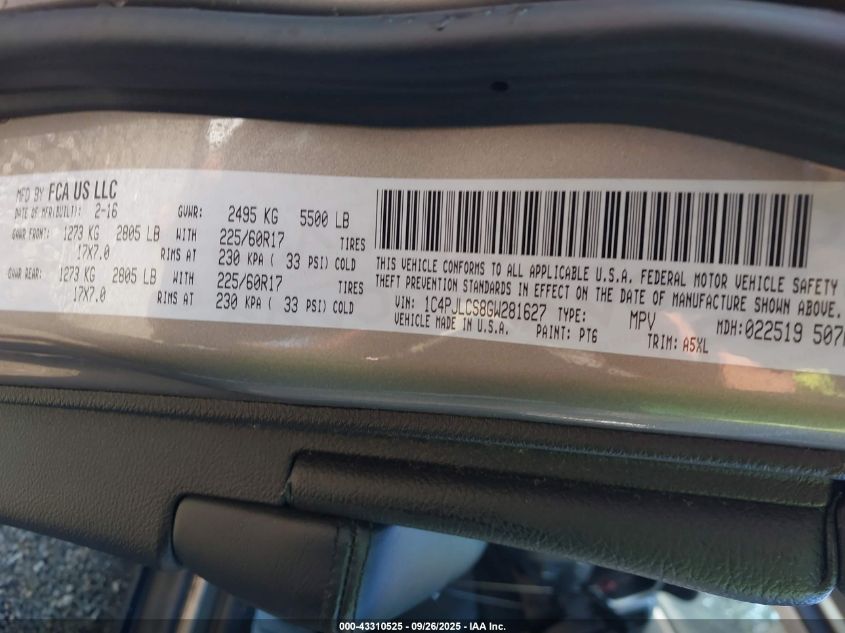 MFD BY FCA US LLC
DATE OF MFR(BUILT): 2-16 GVWR: 2495 KG 5500 LB
GAWR FRONT: 1273 KG 2805 LB WITH 225/60R17 TIRES
17X7.0 RIMS AT 230 KPA ( 33 PSI) COLD
GAWR REAR: 1273 KG 2805 LB WITH 225/60R17 TIRES
17X7.0 RIMS AT 230 KPA ( 33 PSI) COLD
THIS VEHICLE CONFORMS TO ALL APPLICABLE U.S.A. FEDERAL MOTOR VEHICLE SAFETY
THEFT PREVENTION STANDARDS IN EFFECT ON THE DATE OF MANUFACTURE SHOWN ABOVE.
VIN: 1C4PJLCS8GW281627 TYPE: MPV MDH: 022519 507
VEHICLE MADE IN U.S.A. PAINT: PT6 TRIM: A5XL
000-43310525 - 09/26/2025 - IAA Inc.